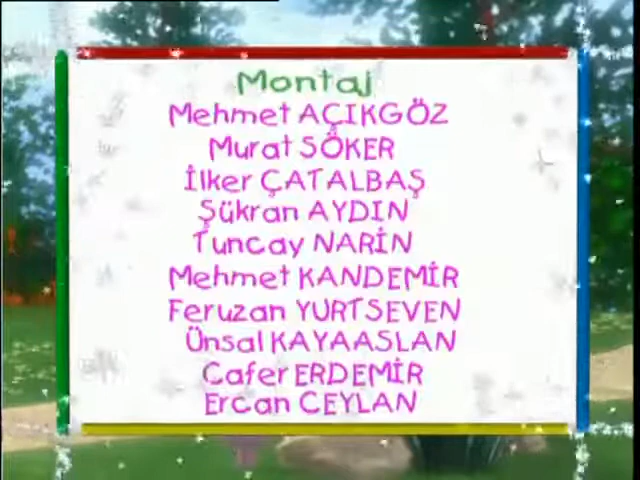 Montaj
Mehmet AÇIKGÖZ
Murat SÖKER
İlker ÇATALBAŞ
Şükran AYDIN
Tuncay NARİN
Mehmet KANDEMİR
Feruzan YURTSEVEN
Ünsal KAYAASLAN
Cafer ERDEMİR
Ercan CEYLAN